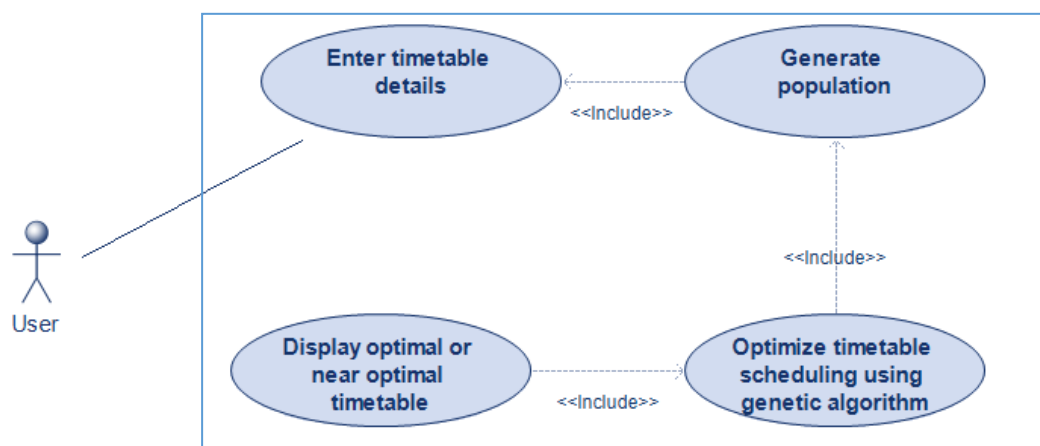 Enter timetable
details
Generate
population
<<Include>>
<<Include>>
User
Display optimal or
near optimal
timetable
Optimize timetable
scheduling using
genetic algorithm
<<Include>>